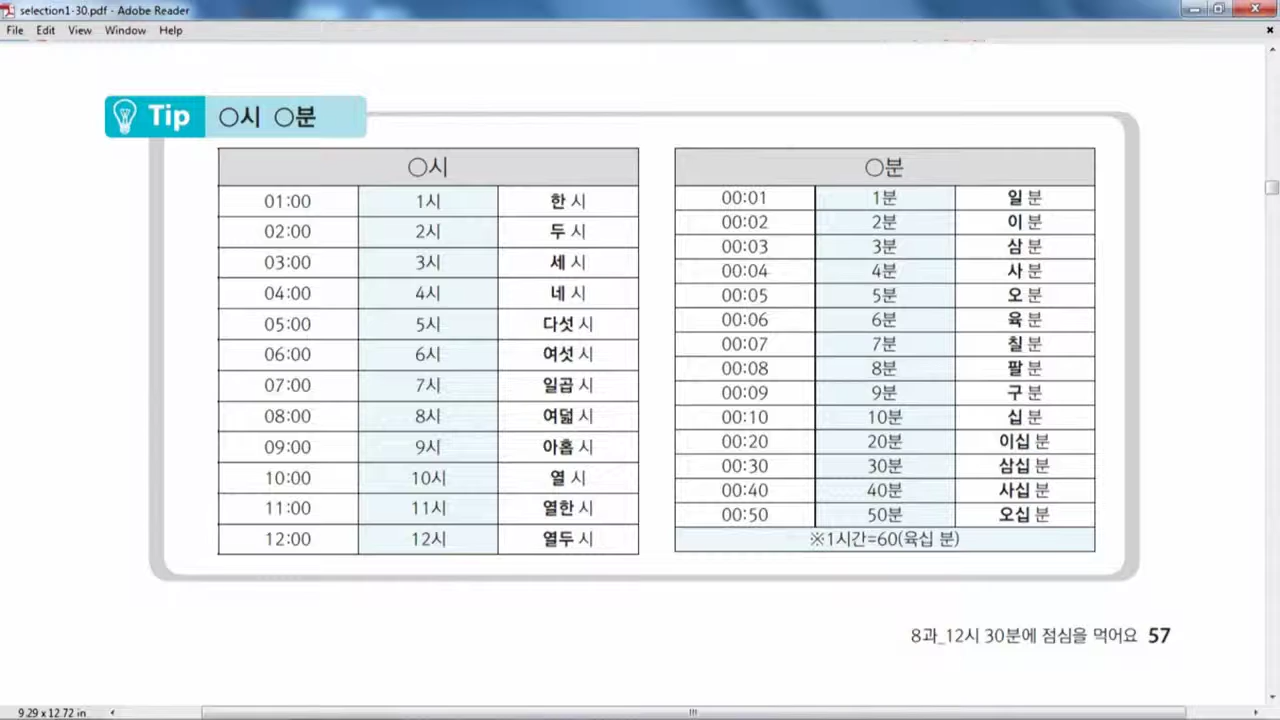 selection1-30.pdf - Adobe Reader
File Edit View Window Help
Tip ○시 ○분
○시
01:00 1시 한 시
02:00 2시 두 시
03:00 3시 세 시
04:00 4시 네 시
05:00 5시 다섯 시
06:00 6시 여섯 시
07:00 7시 일곱 시
08:00 8시 여덟 시
09:00 9시 아홉 시
10:00 10시 열 시
11:00 11시 열한 시
12:00 12시 열두 시
○분
00:01 1분 일 분
00:02 2분 이 분
00:03 3분 삼 분
00:04 4분 사 분
00:05 5분 오 분
00:06 6분 육 분
00:07 7분 칠 분
00:08 8분 팔 분
00:09 9분 구 분
00:10 10분 십 분
00:20 20분 이십 분
00:30 30분 삼십 분
00:40 40분 사십 분
00:50 50분 오십 분
※1시간=60(육십 분)
8과_12시 30분에 점심을 먹어요 57
9.29 x 12.72 in